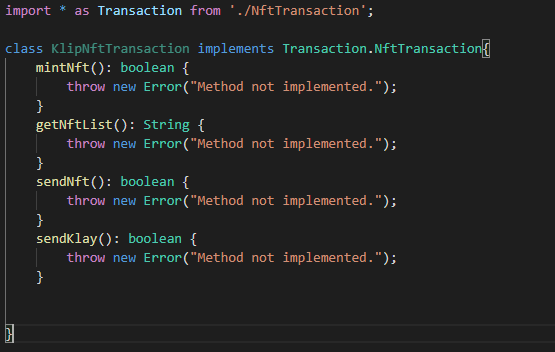 import * as Transaction from './NftTransaction';
class KlipNftTransaction implements Transaction.NftTransaction{
mintNft(): boolean {
throw new Error("Method not implemented.");
}
getNftList(): String {
throw new Error("Method not implemented.");
}
sendNft(): boolean {
throw new Error("Method not implemented.");
}
sendKlay(): boolean {
throw new Error("Method not implemented.");
}
}